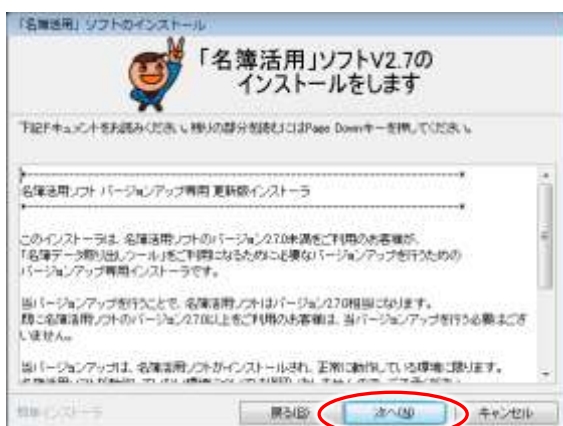 「名簿活用」ソフトのインストール
「名簿活用」ソフトV2.7の
インストールをします
下記ドキュメントをお読みください。残りの部分を読むにはPage Downキーを押してください。
名簿活用ソフト バージョンアップ専用 更新版インストーラ
このインストーラは、名簿活用ソフトのバージョン2.7.0未満をご利用のお客様が、
「名簿データ取り出しツール」をご利用になるために必要なバージョンアップを行うための
バージョンアップ専用インストーラです。
当バージョンアップを行うことで、名簿活用ソフトはバージョン2.7.0相当になります。
既に名簿活用ソフトのバージョン2.7.0以上をご利用のお客様は、当バージョンアップを行う必要はござ
いません。
当バージョンアップは、名簿活用ソフトがインストールされ、正常に動作している環境に限ります。
戻る(B)
次へ(N)
キャンセル